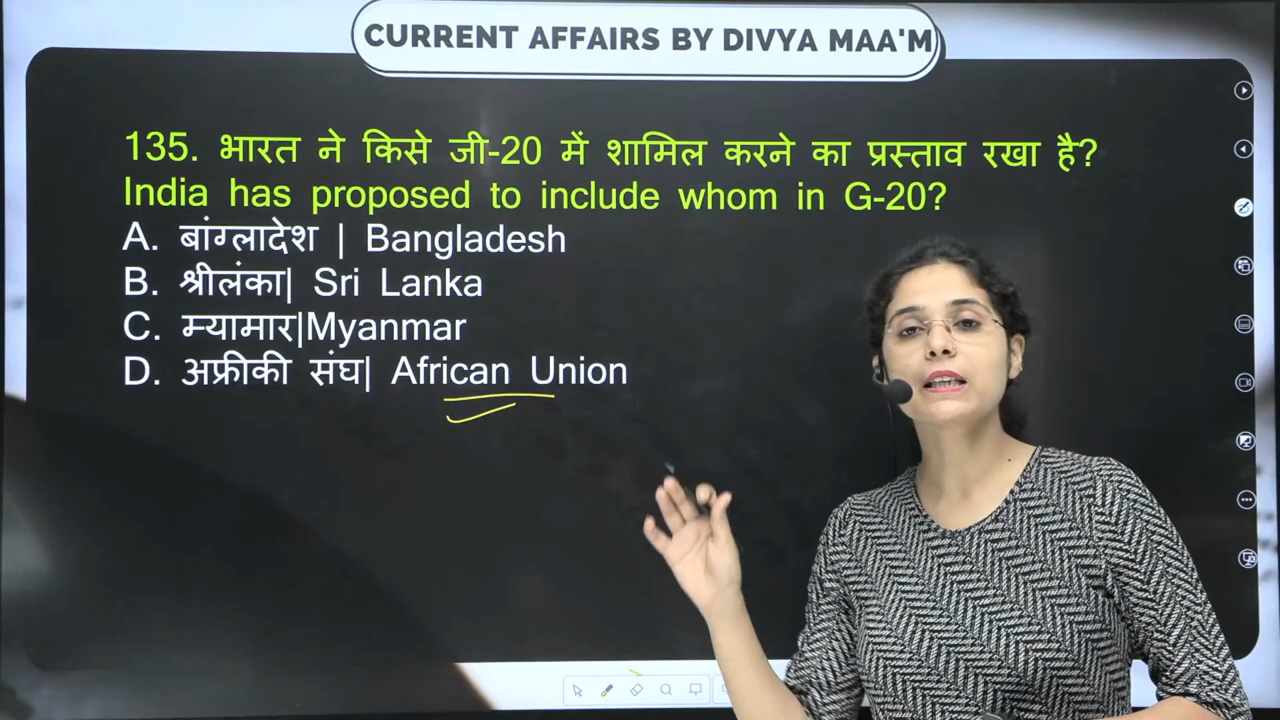 CURRENT AFFAIRS BY DIVYA MAA'M
135. भारत ने किसे जी-20 में शामिल करने का प्रस्ताव रखा है?
India has proposed to include whom in G-20?
A. बांग्लादेश | Bangladesh
B. श्रीलंका| Sri Lanka
C. म्यामार|Myanmar
D. अफ्रीकी संघ| African Union